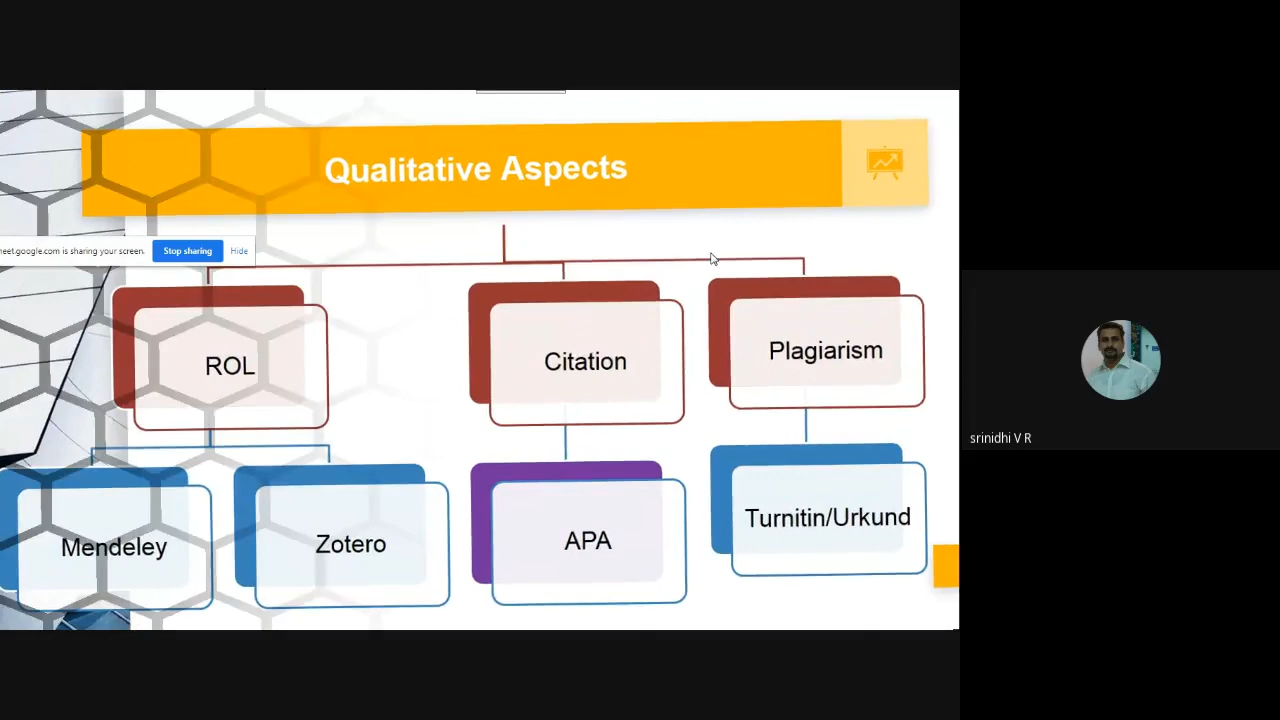 Qualitative Aspects
meet.google.com is sharing your screen.
Stop sharing
Hide
ROL
Citation
Plagiarism
Mendeley
Zotero
APA
Turnitin/Urkund
srinidhi V R